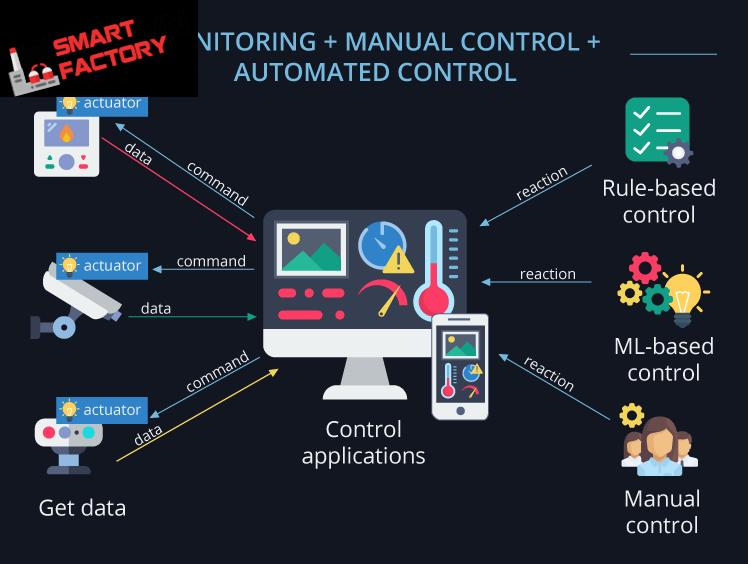 SMART
FACTORY
NITORING + MANUAL CONTROL +
AUTOMATED CONTROL
actuator
data
command
reaction
Rule-based
control
actuator
command
data
reaction
ML-based
control
actuator
command
data
reaction
Control
applications
Get data
Manual
control